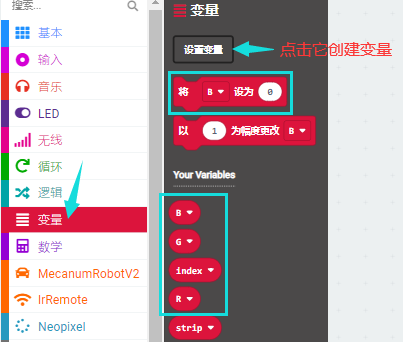 搜索...
基本
输入
音乐
LED
无线
循环
逻辑
变量
数学
MecanumRobotV2
IrRemote
Neopixel
变量
设置变量
点击它创建变量
将 B 设为 0
以 1 为幅度更改 B
Your Variables
B
G
index
R
strip